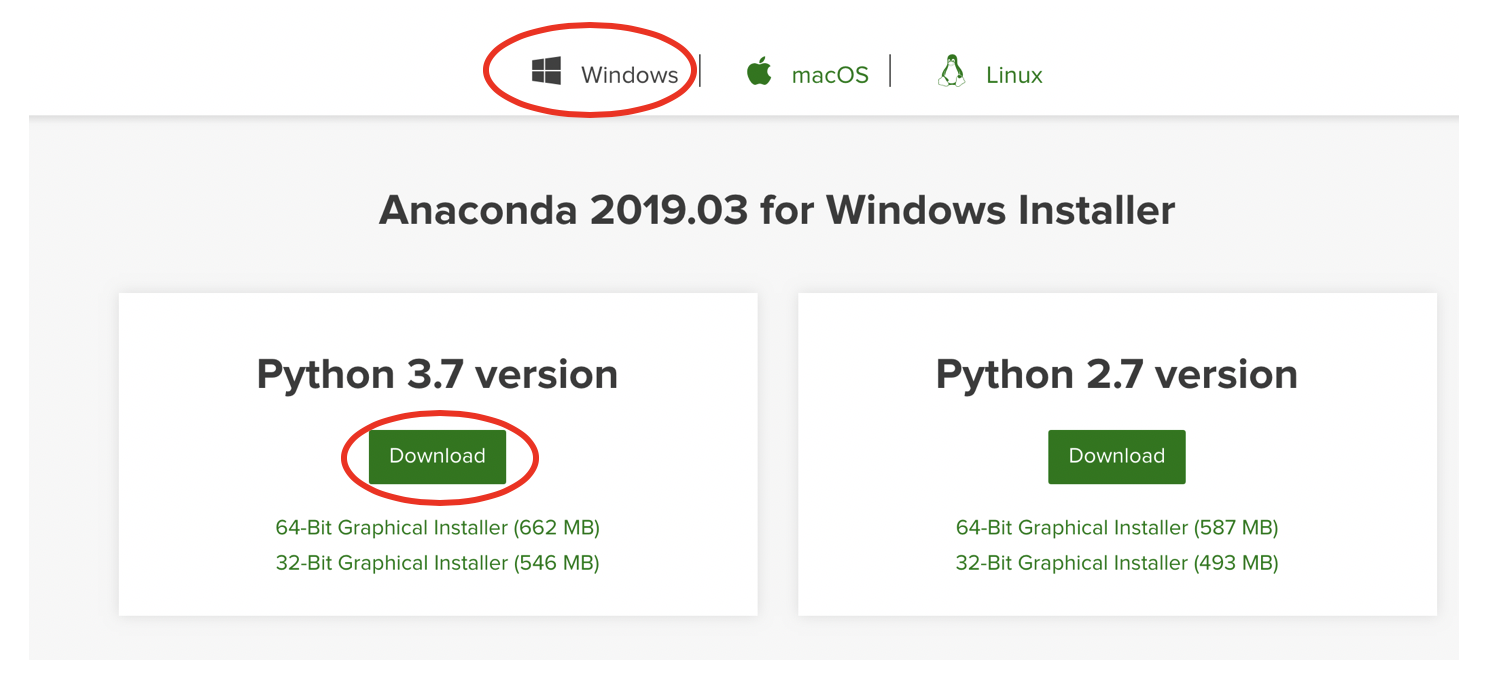 Windows | macOS | Linux
Anaconda 2019.03 for Windows Installer
Python 3.7 version
Download
64-Bit Graphical Installer (662 MB)
32-Bit Graphical Installer (546 MB)
Python 2.7 version
Download
64-Bit Graphical Installer (587 MB)
32-Bit Graphical Installer (493 MB)